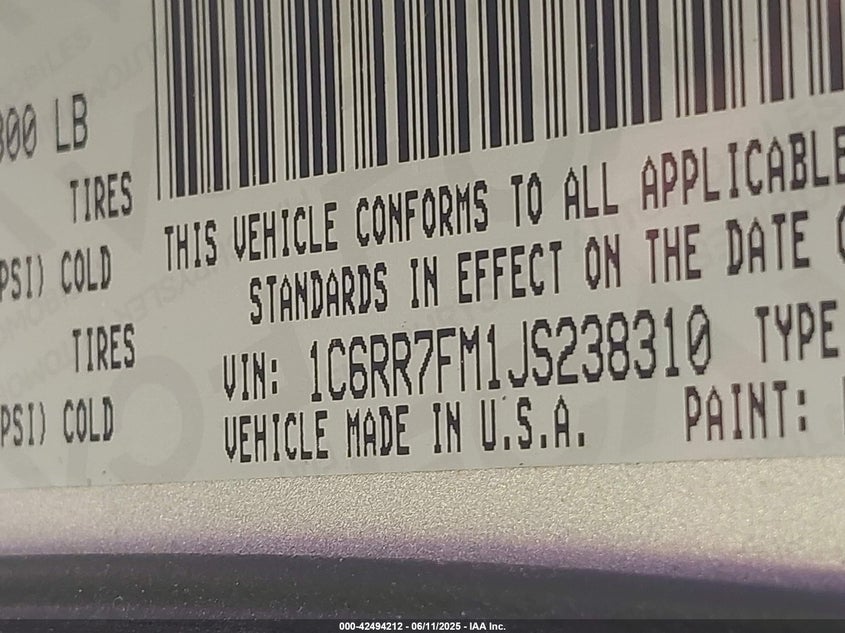 300 LB
TIRES
PSI) COLD
TIRES
PSI) COLD
THIS VEHICLE CONFORMS TO ALL APPLICABLE
STANDARDS IN EFFECT ON THE DATE
VIN: 1C6RR7FM1JS238310 TYPE
VEHICLE MADE IN U.S.A. PAINT:
000-42494212 - 06/11/2025 - IAA Inc.